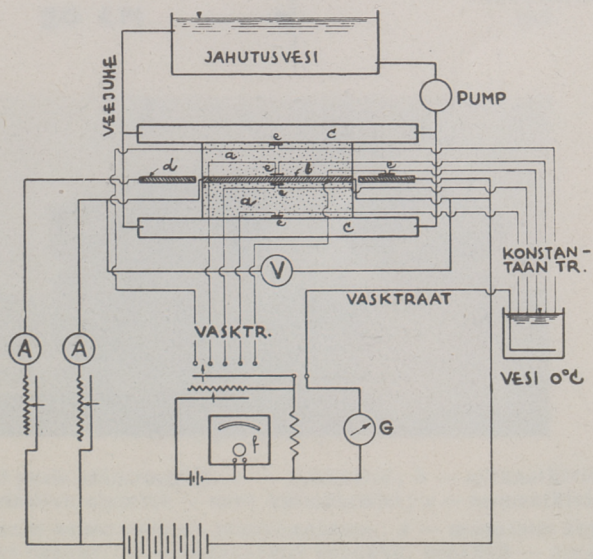 JAHUTUSVESI
VEEJUHE
PUMP
c
e
a
d
e
b
e
e
a
e
c
V
KONSTAN-
TAAN TR.
VASKTRAAT
VASKTR.
A
A
VESI 0°C
f
G